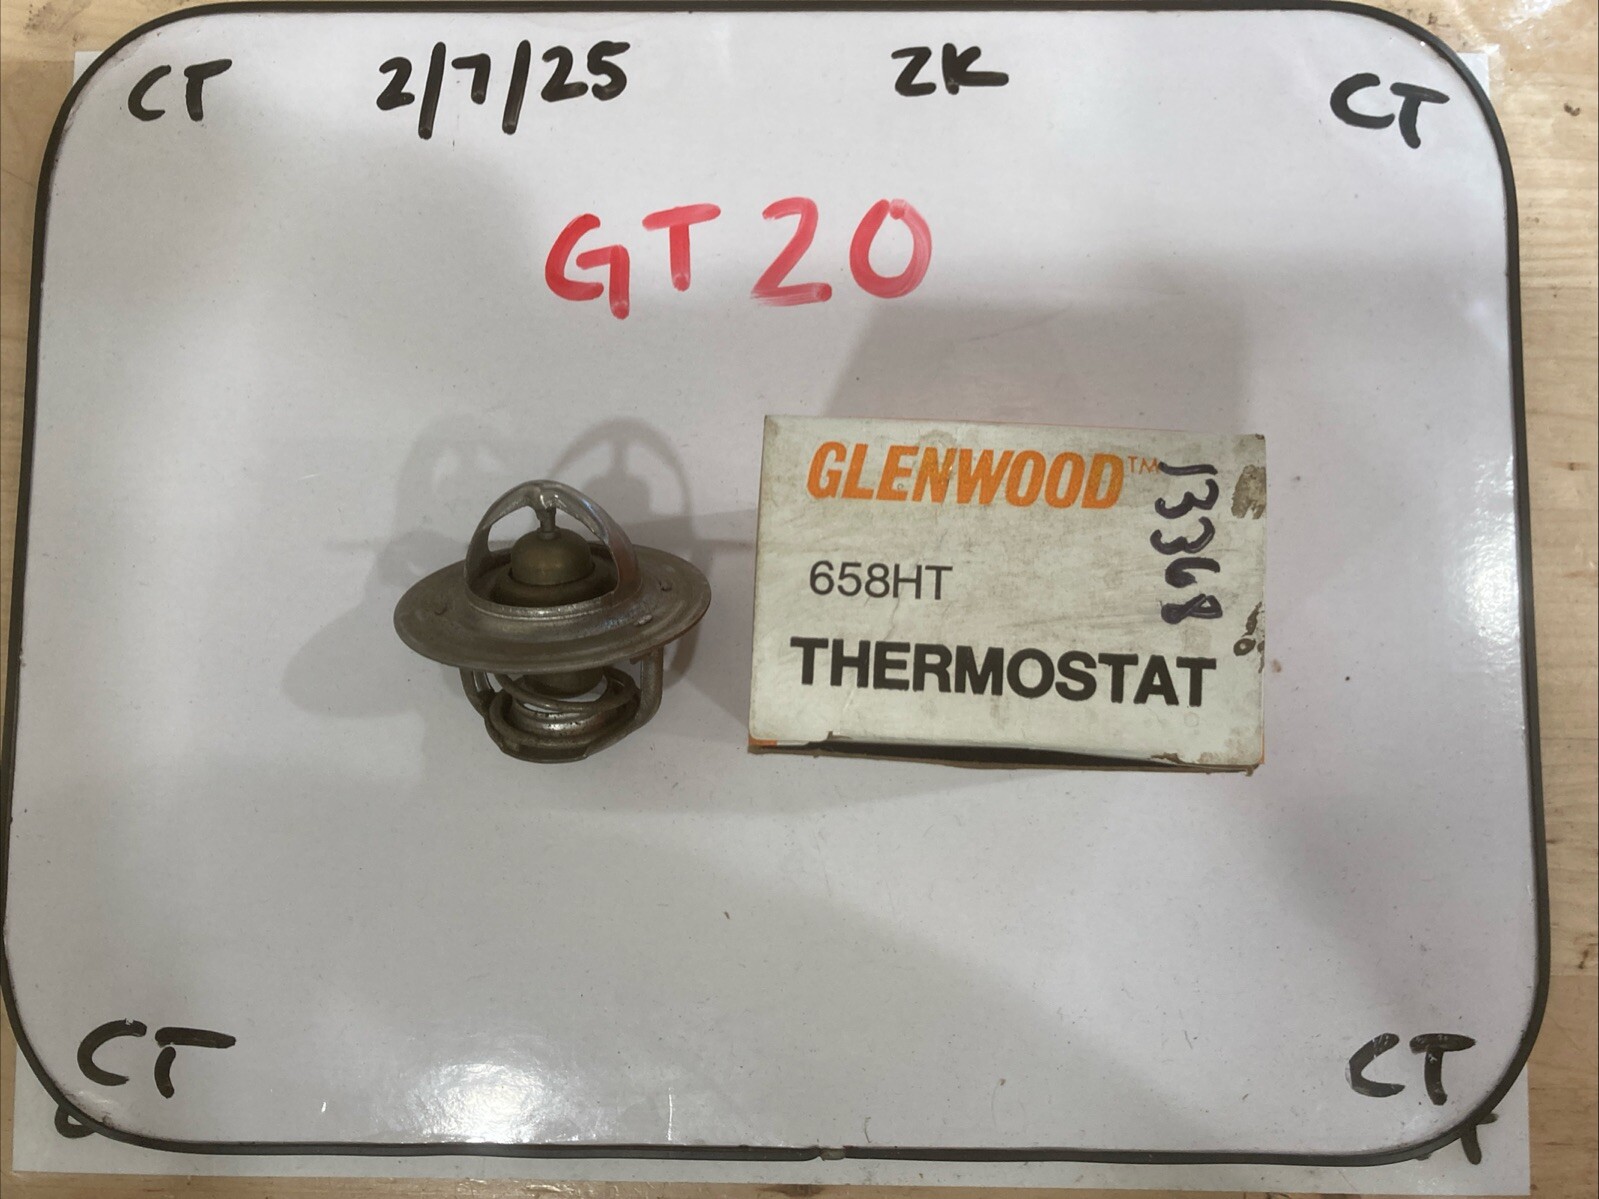 CT 2/7/25 ZK CT
GT20
GLENWOOD™
658HT
THERMOSTAT
13368
CT CT